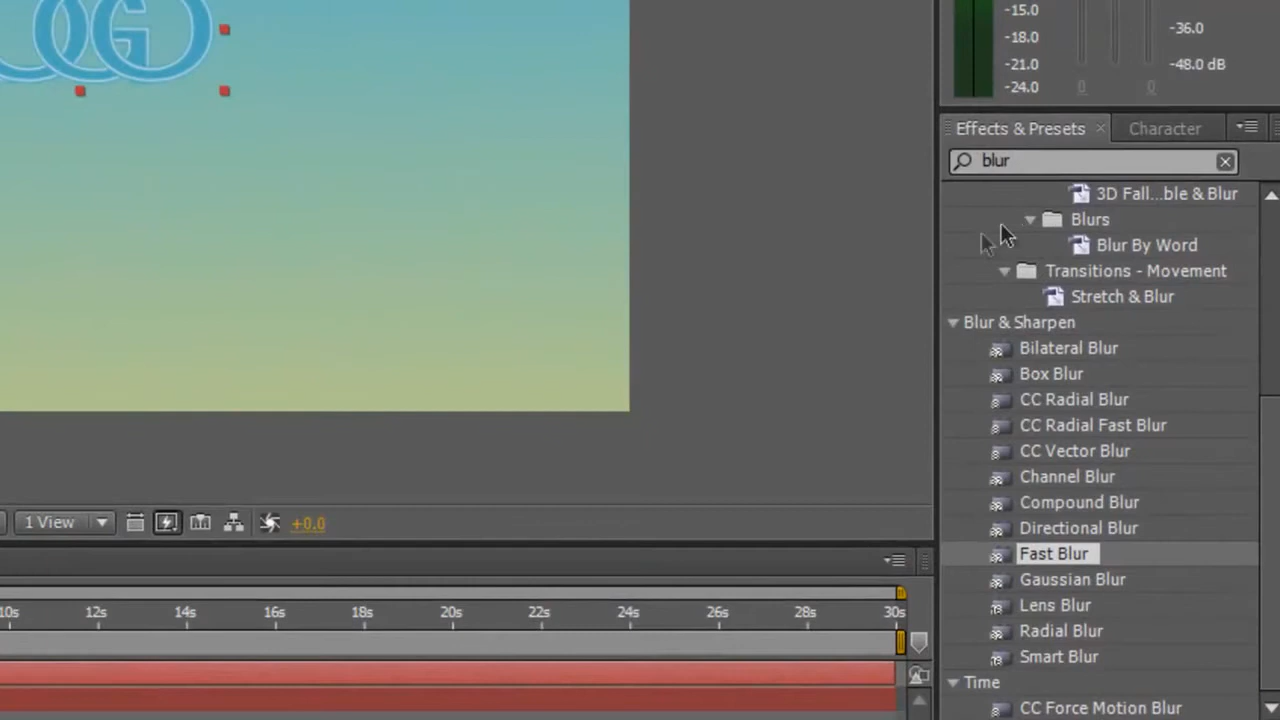 OG
-15.0
-18.0
-21.0
-24.0
-36.0
-48.0 dB
0 0
Effects & Presets Character
blur
3D Fall...ble & Blur
Blurs
Blur By Word
Transitions - Movement
Stretch & Blur
Blur & Sharpen
Bilateral Blur
Box Blur
CC Radial Blur
CC Radial Fast Blur
CC Vector Blur
Channel Blur
Compound Blur
Directional Blur
Fast Blur
Gaussian Blur
Lens Blur
Radial Blur
Smart Blur
Time
CC Force Motion Blur
1 View
+0.0
10s 12s 14s 16s 18s 20s 22s 24s 26s 28s 30s